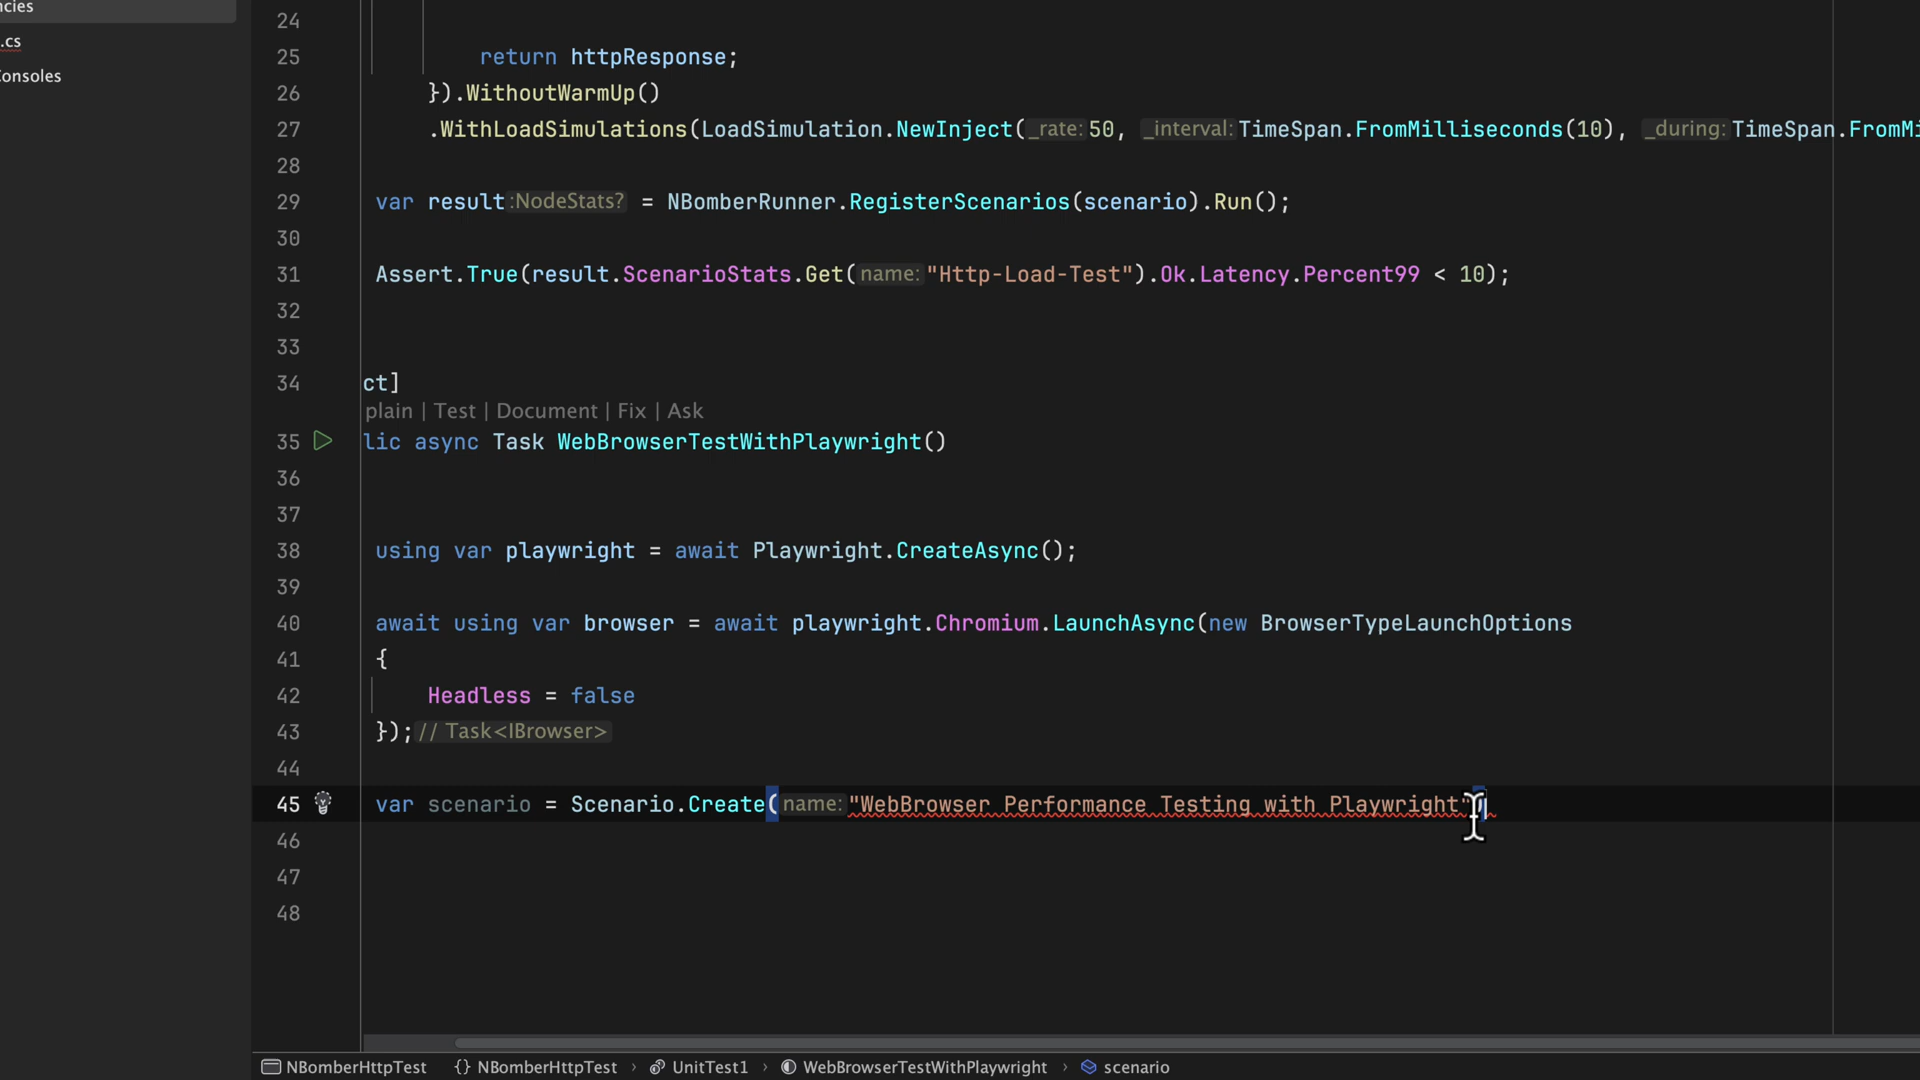 ncies
.cs
Consoles
24
25 return httpResponse;
26 }).WithoutWarmUp()
27 .WithLoadSimulations(LoadSimulation.NewInject(_rate:50, _interval:TimeSpan.FromMilliseconds(10), _during:TimeSpan.FromMi
28
29 var result:NodeStats? = NBomberRunner.RegisterScenarios(scenario).Run();
30
31 Assert.True(result.ScenarioStats.Get(name:"Http-Load-Test").Ok.Latency.Percent99 < 10);
32
33
34 ct]
plain | Test | Document | Fix | Ask
35 lic async Task WebBrowserTestWithPlaywright()
36
37
38 using var playwright = await Playwright.CreateAsync();
39
40 await using var browser = await playwright.Chromium.LaunchAsync(new BrowserTypeLaunchOptions
41 {
42 Headless = false
43 });// Task<IBrowser>
44
45 var scenario = Scenario.Create(name:"WebBrowser Performance Testing with Playwright"
46
47
48
NBomberHttpTest {} NBomberHttpTest › UnitTest1 › WebBrowserTestWithPlaywright › scenario